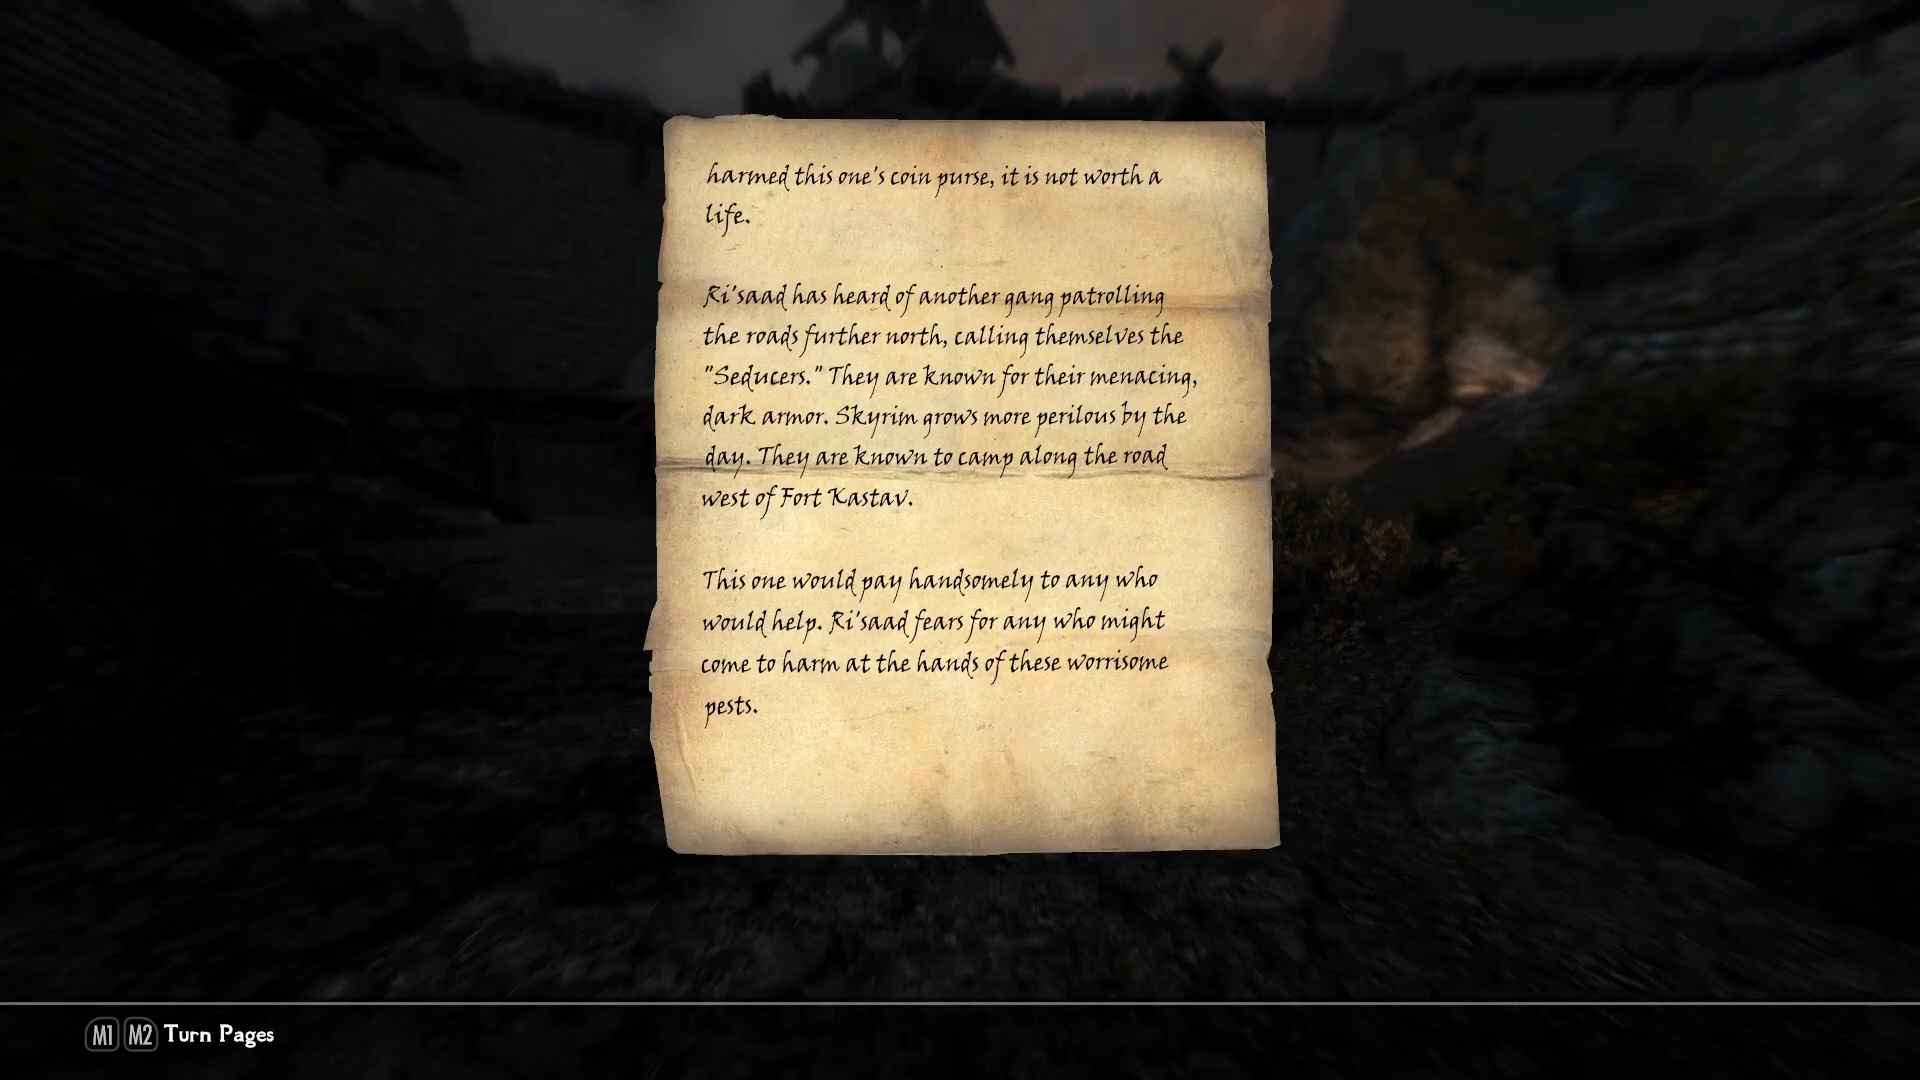 harmed this one's coin purse, it is not worth a
life.
Ri'saad has heard of another gang patrolling
the roads further north, calling themselves the
"Seducers." They are known for their menacing,
dark armor. Skyrim grows more perilous by the
day. They are known to camp along the road
west of Fort Kastav.
This one would pay handsomely to any who
would help. Ri'saad fears for any who might
come to harm at the hands of these worrisome
pests.
M1 M2 Turn Pages